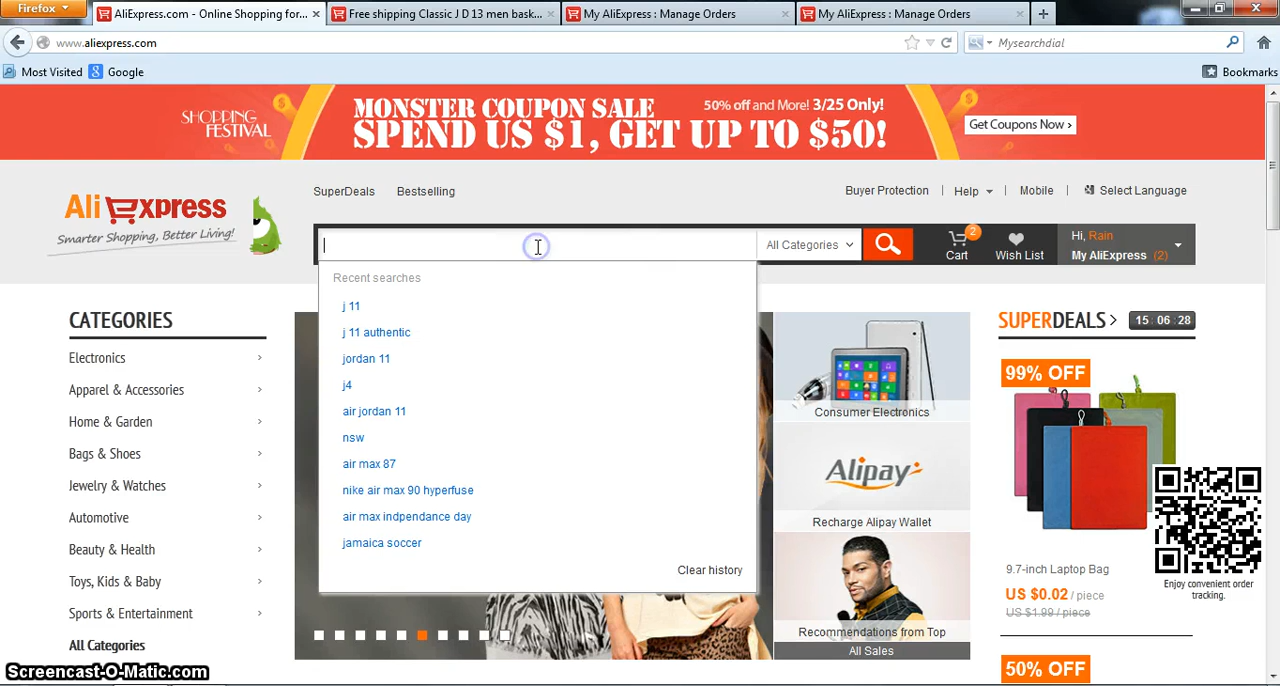 Firefox
AliExpress.com - Online Shopping for...
Free shipping Classic J D 13 men bask...
My AliExpress : Manage Orders
My AliExpress : Manage Orders
www.aliexpress.com
Mysearchdial
Most Visited
Google
Bookmarks
SHOPPING
FESTIVAL
MONSTER COUPON SALE
50% off and More! 3/25 Only!
SPEND US $1, GET UP TO $50!
Get Coupons Now ›
SuperDeals
Bestselling
Buyer Protection
Help
Mobile
Select Language
AliExpress
Smarter Shopping, Better Living!
All Categories
Cart
2
Wish List
Hi, Rain
My AliExpress (2)
Recent searches
j 11
j 11 authentic
jordan 11
j4
air jordan 11
nsw
air max 87
nike air max 90 hyperfuse
air max indpendance day
jamaica soccer
Clear history
CATEGORIES
Electronics
Apparel & Accessories
Home & Garden
Bags & Shoes
Jewelry & Watches
Automotive
Beauty & Health
Toys, Kids & Baby
Sports & Entertainment
All Categories
Consumer Electronics
Alipay
Recharge Alipay Wallet
Recommendations from Top
All Sales
SUPERDEALS
15 : 06 : 28
99% OFF
9.7-inch Laptop Bag
US $0.02 / piece
US $1.99 / piece
50% OFF
Enjoy convenient order
tracking.
Screencast-O-Matic.com